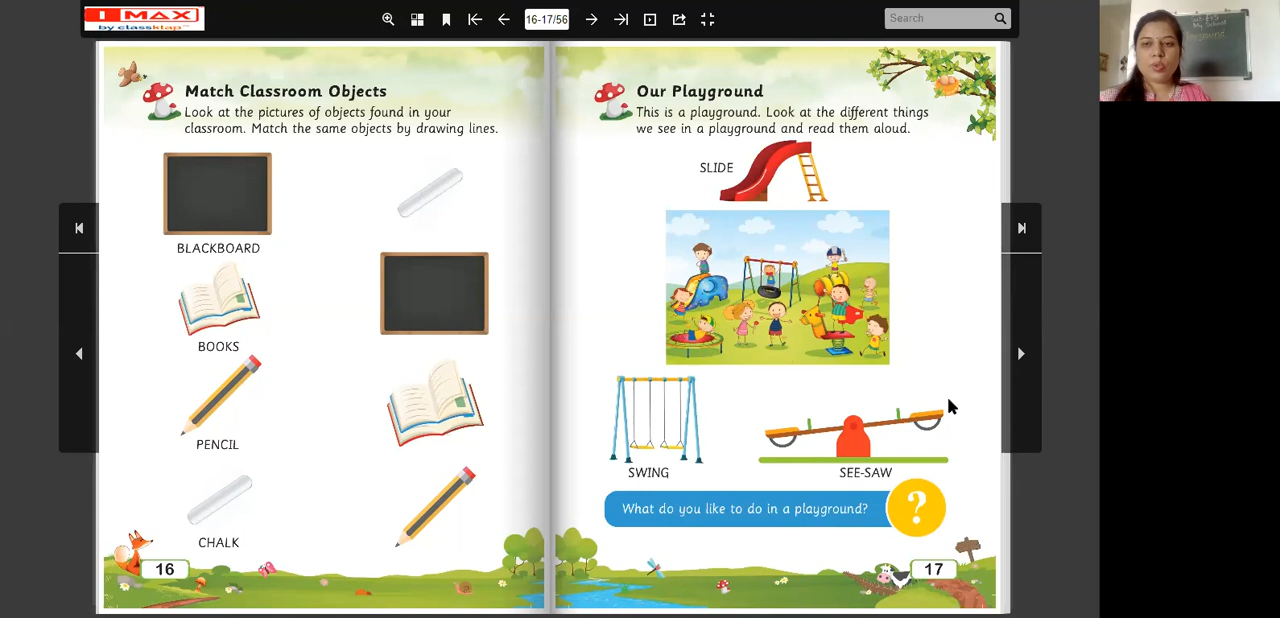 I MAX
by classklap
16-17/56
Search
Match Classroom Objects
Look at the pictures of objects found in your
classroom. Match the same objects by drawing lines.
BLACKBOARD
BOOKS
PENCIL
CHALK
16
Our Playground
This is a playground. Look at the different things
we see in a playground and read them aloud.
SLIDE
SWING
SEE-SAW
What do you like to do in a playground?
?
17
My School